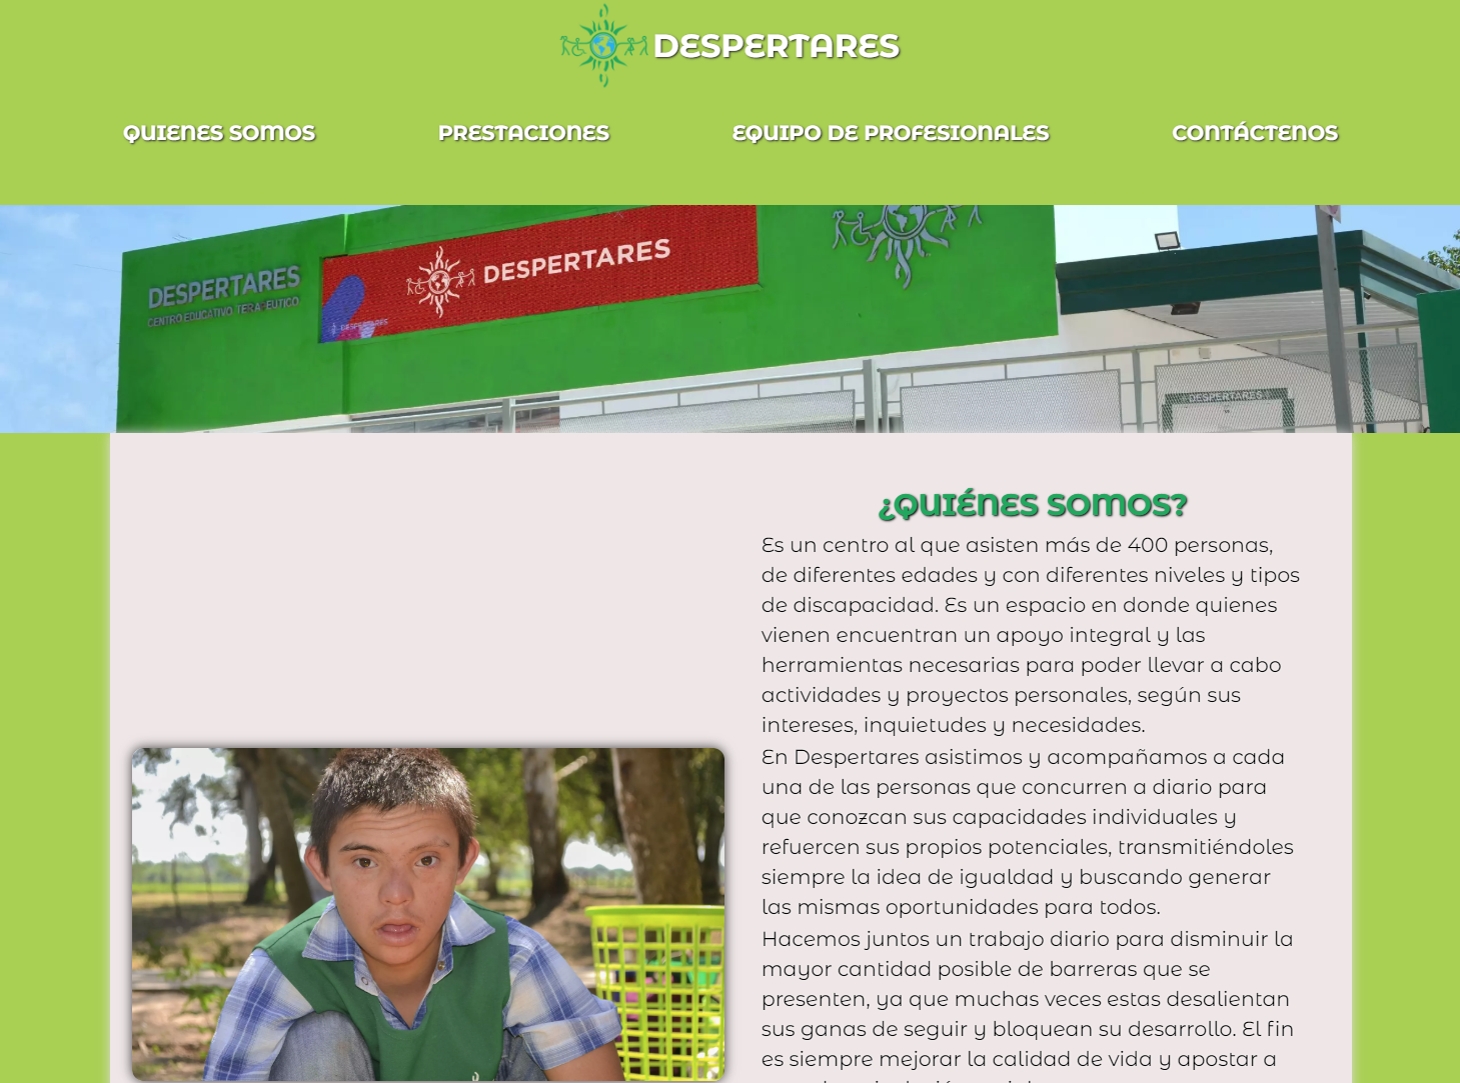 DESPERTARES
QUIENES SOMOS
PRESTACIONES
EQUIPO DE PROFESIONALES
CONTÁCTENOS
DESPERTARES
CENTRO EDUCATIVO TERAPEUTICO
DESPERTARES
DESPERTARES
DESPERTARES
¿QUIÉNES SOMOS?
Es un centro al que asisten más de 400 personas,
de diferentes edades y con diferentes niveles y tipos
de discapacidad. Es un espacio en donde quienes
vienen encuentran un apoyo integral y las
herramientas necesarias para poder llevar a cabo
actividades y proyectos personales, según sus
intereses, inquietudes y necesidades.
En Despertares asistimos y acompañamos a cada
una de las personas que concurren a diario para
que conozcan sus capacidades individuales y
refuercen sus propios potenciales, transmitiéndoles
siempre la idea de igualdad y buscando generar
las mismas oportunidades para todos.
Hacemos juntos un trabajo diario para disminuir la
mayor cantidad posible de barreras que se
presenten, ya que muchas veces estas desalientan
sus ganas de seguir y bloquean su desarrollo. El fin
es siempre mejorar la calidad de vida y apostar a